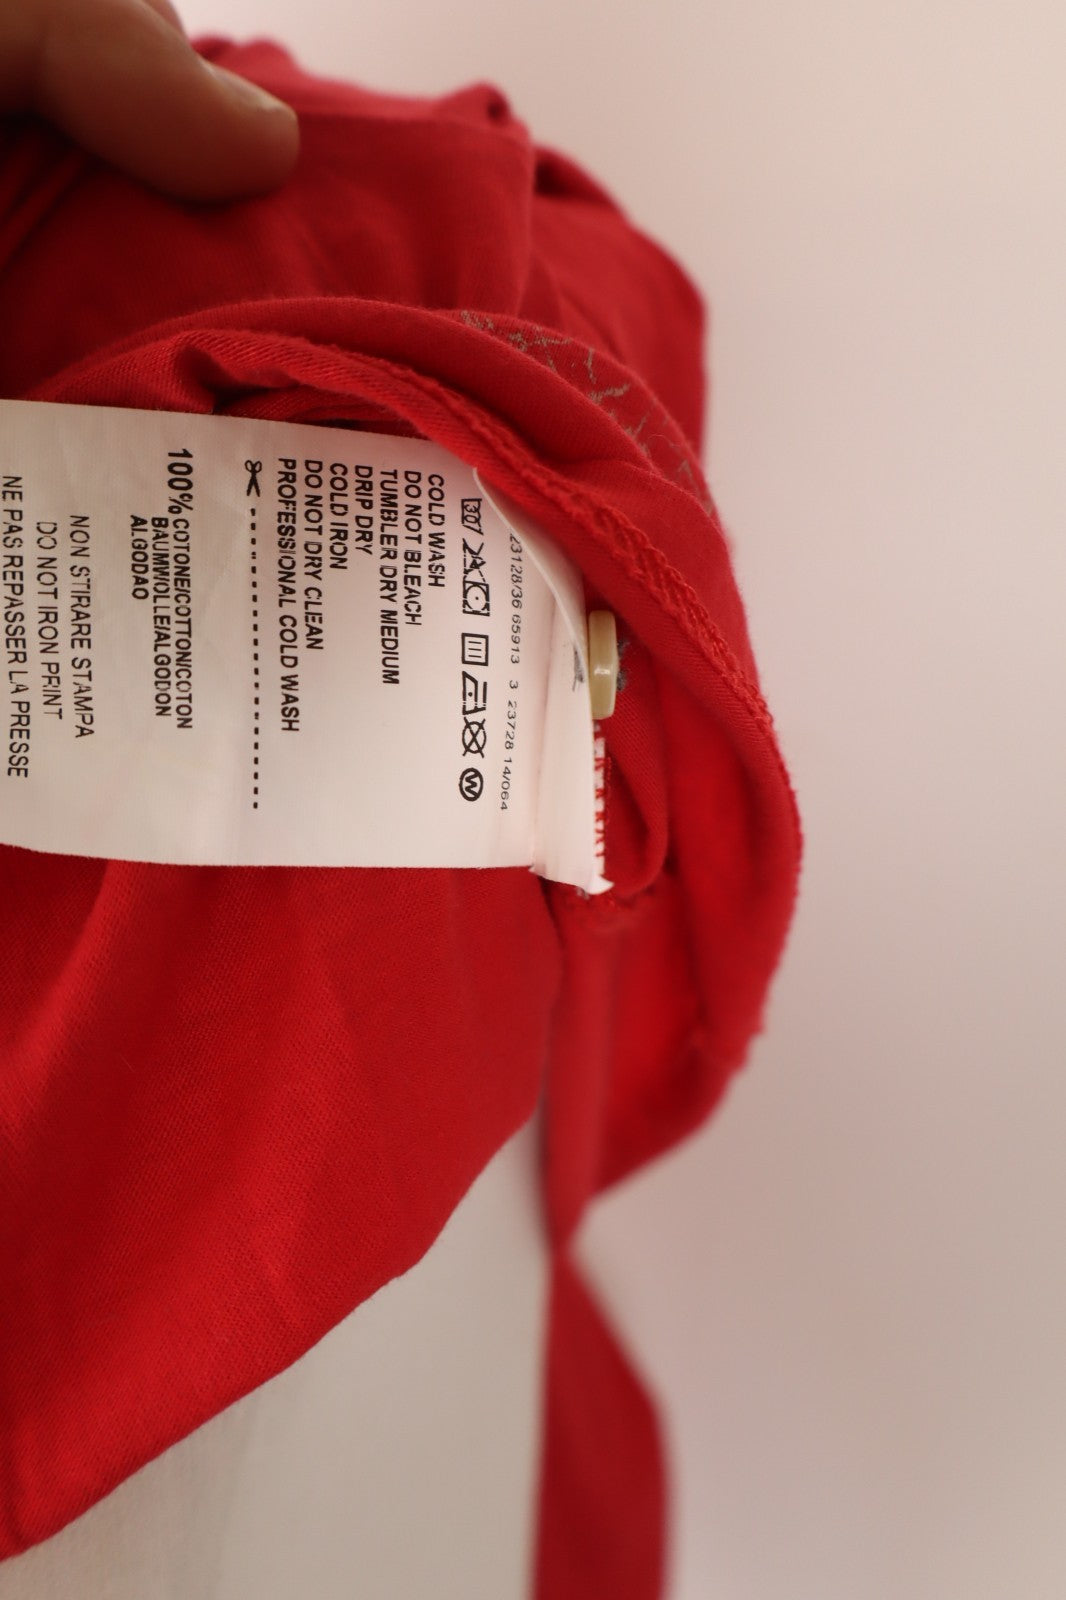 23128/36 65913 3 23728 14/064
30
W
COLD WASH
DO NOT BLEACH
TUMBLER DRY MEDIUM
DRIP DRY
COLD IRON
DO NOT DRY CLEAN
PROFESSIONAL COLD WASH
100% COTONE/COTTON/COTON
BAUMWOLLE/ALGODON
ALGODAO
NON STIRARE STAMPA
DO NOT IRON PRINT
NE PAS REPASSER LA PRESSE